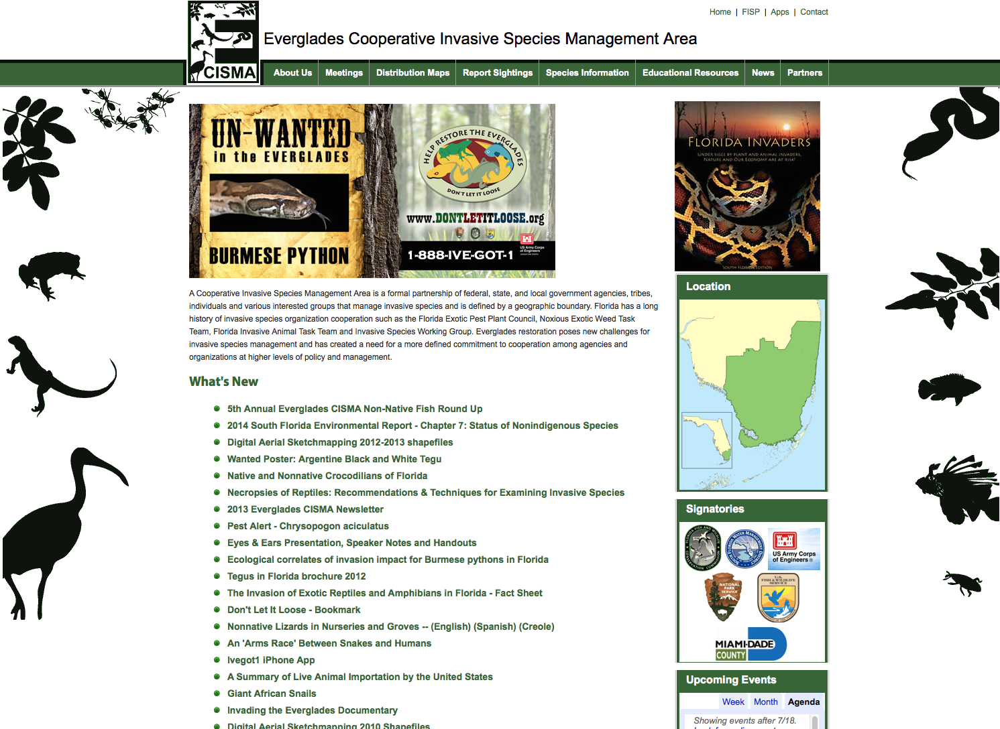 Home | FISP | Apps | Contact
Everglades Cooperative Invasive Species Management Area
CISMA
About Us
Meetings
Distribution Maps
Report Sightings
Species Information
Educational Resources
News
Partners
UN-WANTED
in the EVERGLADES
BURMESE PYTHON
HELP RESTORE THE EVERGLADES
DON'T LET IT LOOSE
www.DONTLETITLOOSE.org
US Army Corps
of Engineers
1-888-IVE-GOT-1
FLORIDA INVADERS
UNDER SIEGE BY PLANT AND ANIMAL INVADERS,
NATURE AND OUR ECONOMY ARE AT RISK!
SOUTH FLORIDA EDITION
A Cooperative Invasive Species Management Area is a formal partnership of federal, state, and local government agencies, tribes,
individuals and various interested groups that manage invasive species and is defined by a geographic boundary. Florida has a long
history of invasive species organization cooperation such as the Florida Exotic Pest Plant Council, Noxious Exotic Weed Task
Team, Florida Invasive Animal Task Team and Invasive Species Working Group. Everglades restoration poses new challenges for
invasive species management and has created a need for a more defined commitment to cooperation among agencies and
organizations at higher levels of policy and management.
What's New
5th Annual Everglades CISMA Non-Native Fish Round Up
2014 South Florida Environmental Report - Chapter 7: Status of Nonindigenous Species
Digital Aerial Sketchmapping 2012-2013 shapefiles
Wanted Poster: Argentine Black and White Tegu
Native and Nonnative Crocodilians of Florida
Necropsies of Reptiles: Recommendations & Techniques for Examining Invasive Species
2013 Everglades CISMA Newsletter
Pest Alert - Chrysopogon aciculatus
Eyes & Ears Presentation, Speaker Notes and Handouts
Ecological correlates of invasion impact for Burmese pythons in Florida
Tegus in Florida brochure 2012
The Invasion of Exotic Reptiles and Amphibians in Florida - Fact Sheet
Don't Let It Loose - Bookmark
Nonnative Lizards in Nurseries and Groves -- (English) (Spanish) (Creole)
An 'Arms Race' Between Snakes and Humans
Ivegot1 iPhone App
A Summary of Live Animal Importation by the United States
Giant African Snails
Invading the Everglades Documentary
Digital Aerial Sketchmapping 2010 Shapefiles
Location
Signatories
FLORIDA FISH AND WILDLIFE
CONSERVATION COMMISSION
SOUTH FLORIDA WATER MANAGEMENT DISTRICT
US Army Corps
of Engineers®
NATIONAL
PARK
SERVICE
U.S.
FISH & WILDLIFE
SERVICE
MIAMI-DADE
COUNTY
Upcoming Events
Week
Month
Agenda
Showing events after 7/18.